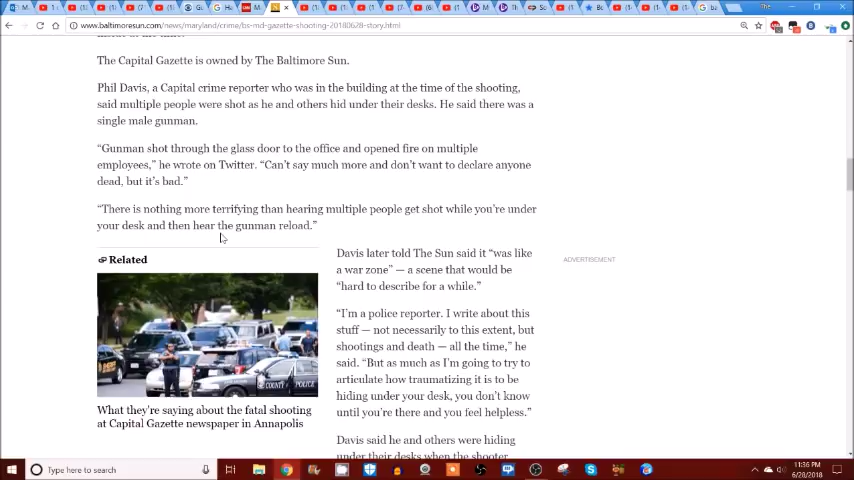 www.baltimoresun.com/news/maryland/crime/bs-md-gazette-shooting-20180628-story.html
The Capital Gazette is owned by The Baltimore Sun.
Phil Davis, a Capital crime reporter who was in the building at the time of the shooting,
said multiple people were shot as he and others hid under their desks. He said there was a
single male gunman.
“Gunman shot through the glass door to the office and opened fire on multiple
employees,” he wrote on Twitter. “Can’t say much more and don’t want to declare anyone
dead, but it’s bad.”
“There is nothing more terrifying than hearing multiple people get shot while you’re under
your desk and then hear the gunman reload.”
Related
Davis later told The Sun said it “was like
a war zone” — a scene that would be
“hard to describe for a while.”
ADVERTISEMENT
“I’m a police reporter. I write about this
stuff — not necessarily to this extent, but
shootings and death — all the time,” he
said. “But as much as I’m going to try to
articulate how traumatizing it is to be
hiding under your desk, you don’t know
until you’re there and you feel helpless.”
COUNTY POLICE
What they're saying about the fatal shooting
at Capital Gazette newspaper in Annapolis
Davis said he and others were hiding
under their desks when the shooter
Type here to search
11:36 PM
6/28/2018